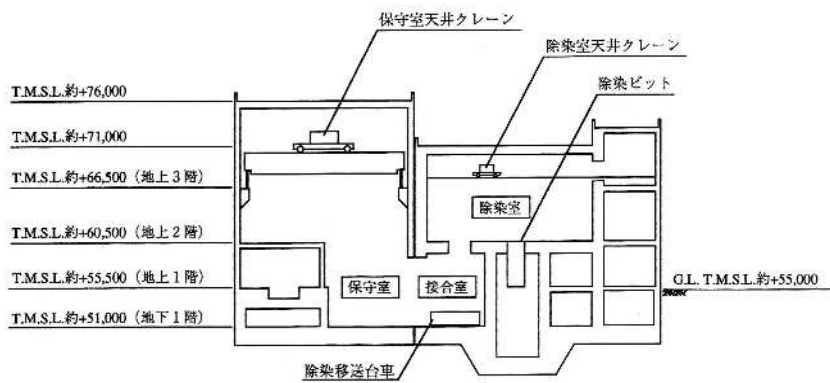 保守室天井クレーン
除染室天井クレーン
除染ピット
T.M.S.L.約+76,000
T.M.S.L.約+71,000
T.M.S.L.約+66,500（地上3階）
除染室
T.M.S.L.約+60,500（地上2階）
T.M.S.L.約+55,500（地上1階）
保守室
接合室
G.L. T.M.S.L.約+55,000
T.M.S.L.約+51,000（地下1階）
除染移送台車